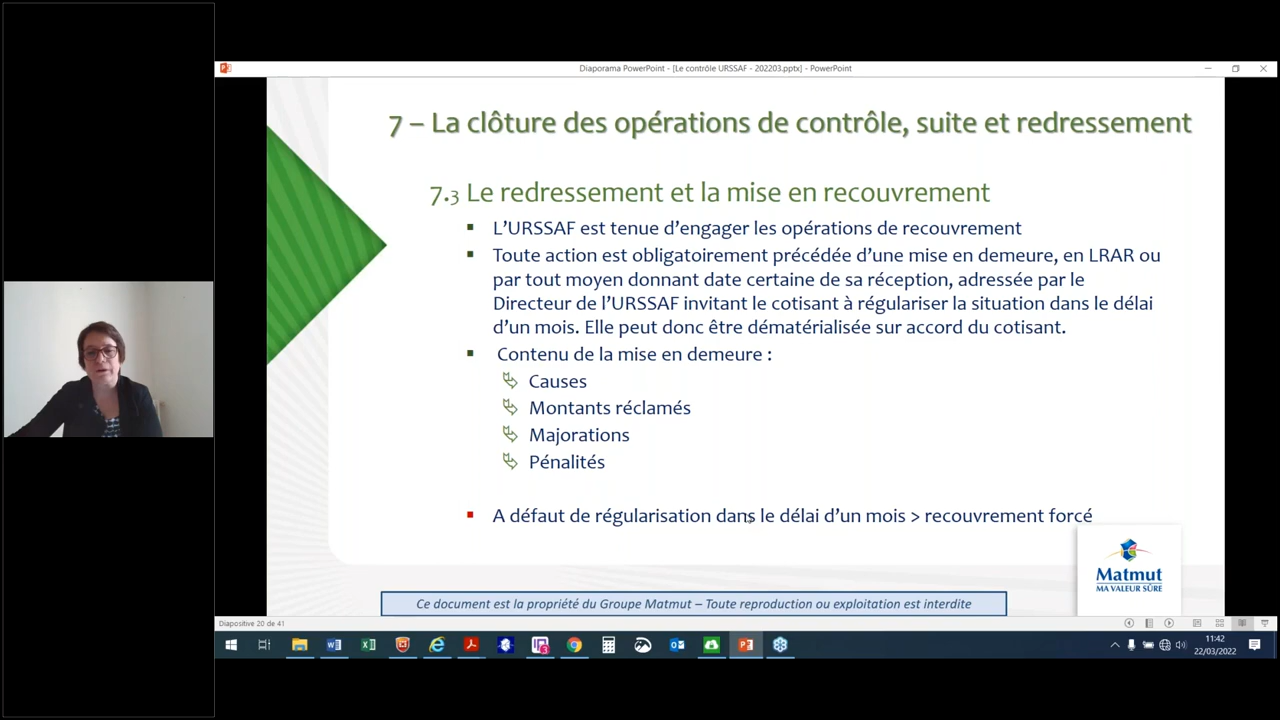 Diaporama PowerPoint - [Le contrôle URSSAF - 202203.pptx] - PowerPoint
7 – La clôture des opérations de contrôle, suite et redressement
7.3 Le redressement et la mise en recouvrement
L'URSSAF est tenue d'engager les opérations de recouvrement
Toute action est obligatoirement précédée d'une mise en demeure, en LRAR ou
par tout moyen donnant date certaine de sa réception, adressée par le
Directeur de l'URSSAF invitant le cotisant à régulariser la situation dans le délai
d'un mois. Elle peut donc être dématérialisée sur accord du cotisant.
Contenu de la mise en demeure :
Causes
Montants réclamés
Majorations
Pénalités
A défaut de régularisation dans le délai d'un mois > recouvrement forcé
Matmut
MA VALEUR SÛRE
Ce document est la propriété du Groupe Matmut – Toute reproduction ou exploitation est interdite
Diapositive 20 de 41
11:42
22/03/2022